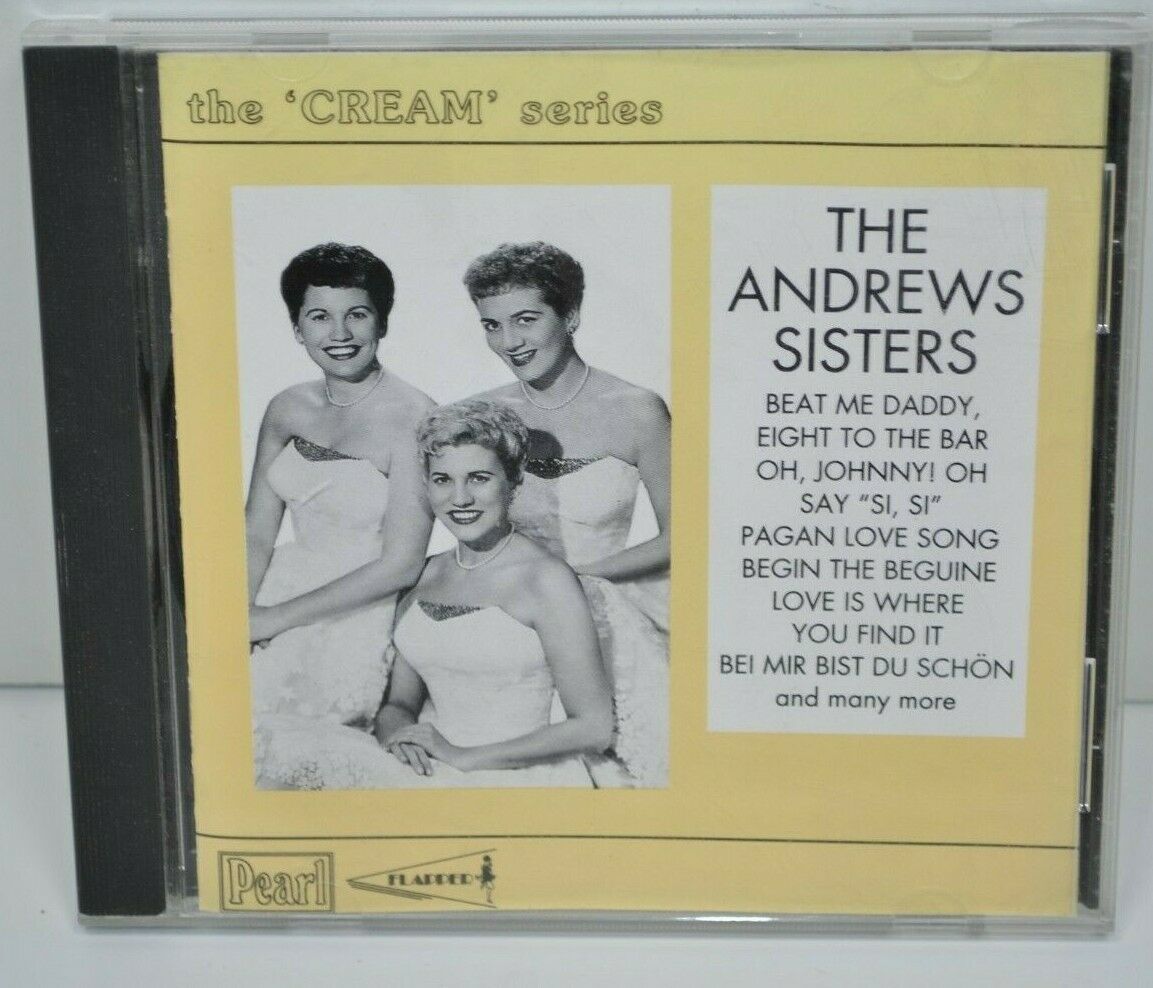 the ‘CREAM’ series
THE
ANDREWS
SISTERS
BEAT ME DADDY,
EIGHT TO THE BAR
OH, JOHNNY! OH
SAY “SI, SI”
PAGAN LOVE SONG
BEGIN THE BEGUINE
LOVE IS WHERE
YOU FIND IT
BEI MIR BIST DU SCHÖN
and many more
Pearl
FLAPPER